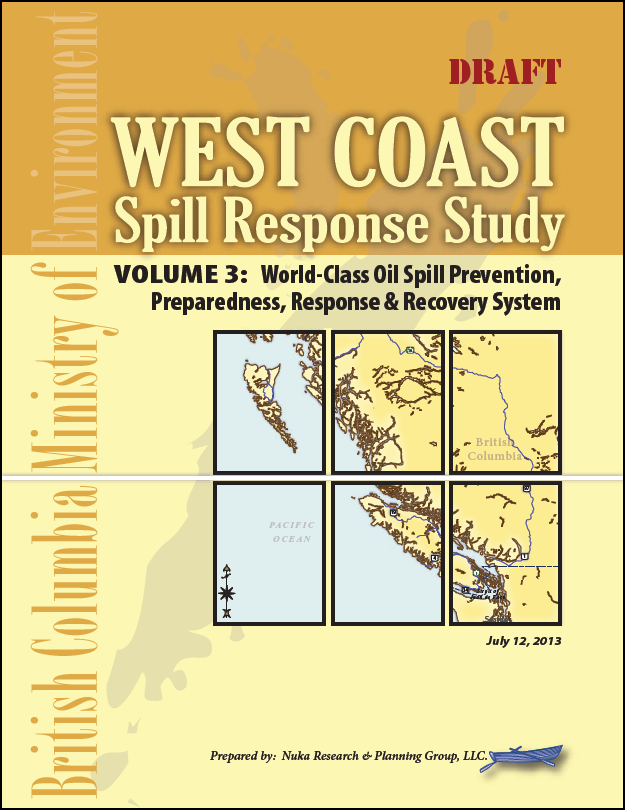 British Columbia Ministry of Environment
DRAFT
WEST COAST
Spill Response Study
VOLUME 3: World-Class Oil Spill Prevention,
Preparedness, Response & Recovery System
British
Columbia
PACIFIC
OCEAN
July 12, 2013
Prepared by: Nuka Research & Planning Group, LLC.